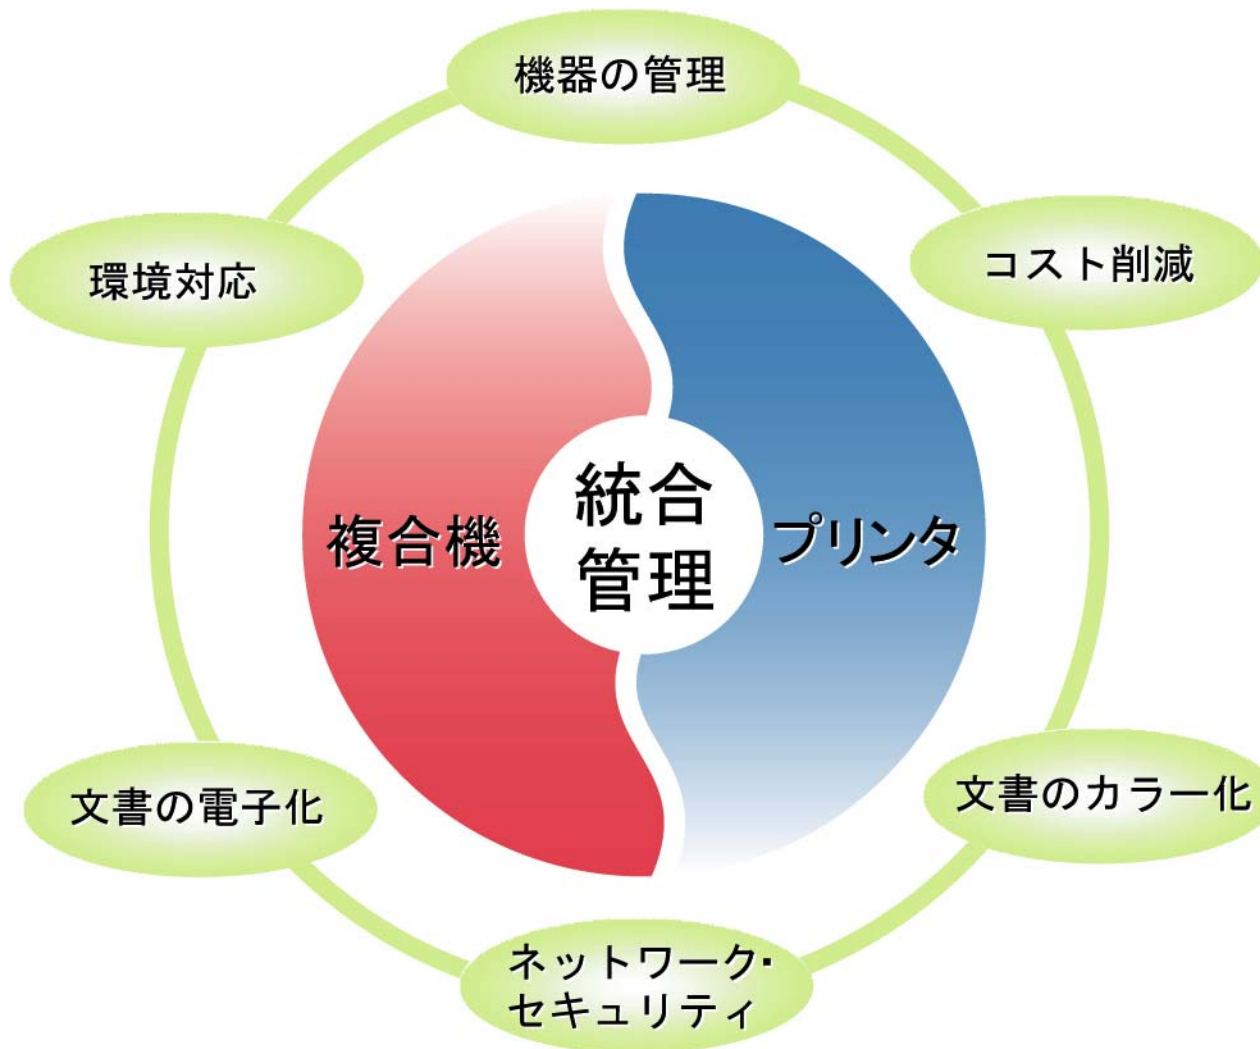 機器の管理
環境対応
コスト削減
統合
管理
複合機
プリンタ
文書の電子化
文書のカラー化
ネットワーク・
セキュリティ